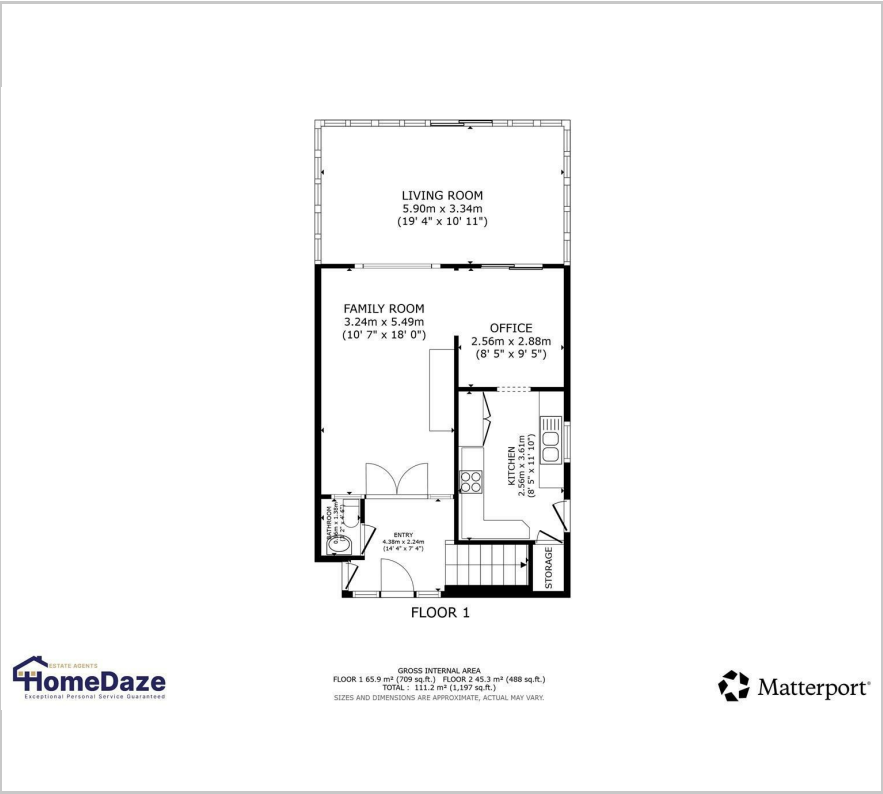 LIVING ROOM
5.90m x 3.34m
(19' 4" x 10' 11")
FAMILY ROOM
3.24m x 5.49m
(10' 7" x 18' 0")
OFFICE
2.56m x 2.88m
(8' 5" x 9' 5")
KITCHEN
2.56m x 3.61m
(8' 5" x 11' 10")
BATHROOM
ENTRY
4.38m x 2.24m
(14' 4" x 7' 4")
STORAGE
FLOOR 1
ESTATE AGENTS
HomeDaze
Exceptional Personal Service Guaranteed
GROSS INTERNAL AREA
FLOOR 1 65.9 m² (709 sq.ft.) FLOOR 2 45.3 m² (488 sq.ft.)
TOTAL : 111.2 m² (1,197 sq.ft.)
SIZES AND DIMENSIONS ARE APPROXIMATE, ACTUAL MAY VARY.
Matterport®